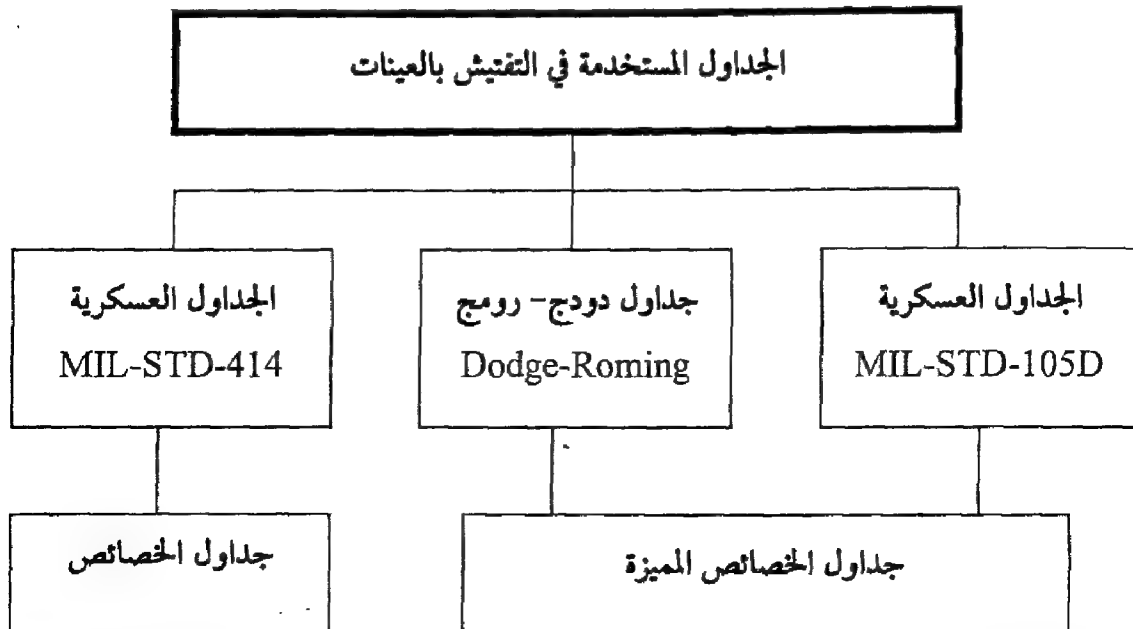 الجداول المستخدمة في التفتيش بالعينات
الجداول العسكرية
MIL-STD-105D
جداول دودج- رومج
Dodge-Roming
الجداول العسكرية
MIL-STD-414
جداول الخصائص المميزة
جداول الخصائص